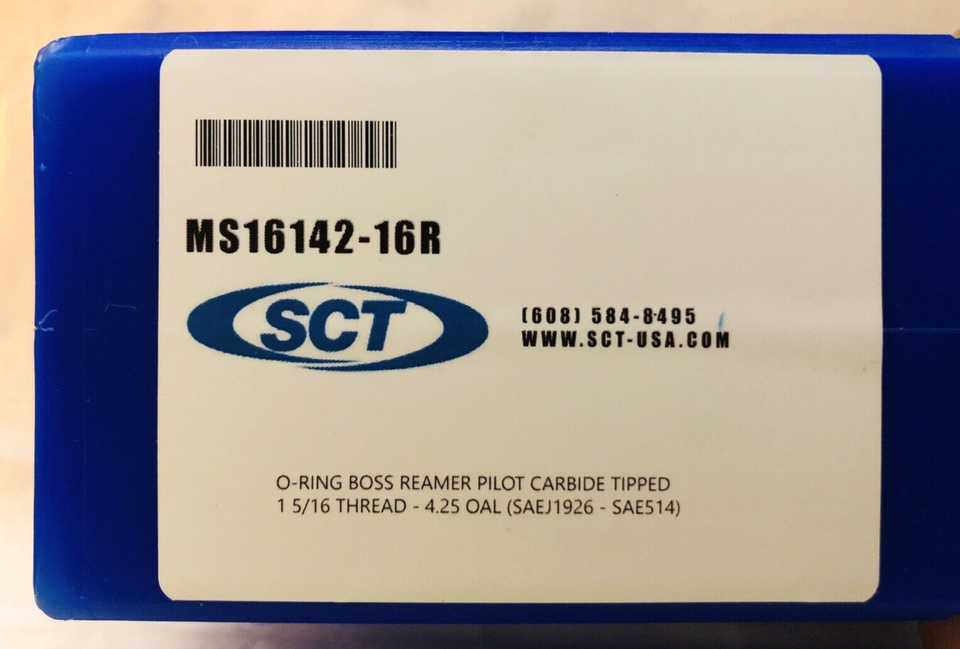 MS16142-16R
SCT
(608) 584-8495
WWW.SCT-USA.COM
O-RING BOSS REAMER PILOT CARBIDE TIPPED
1 5/16 THREAD - 4.25 OAL (SAEJ1926 - SAE514)